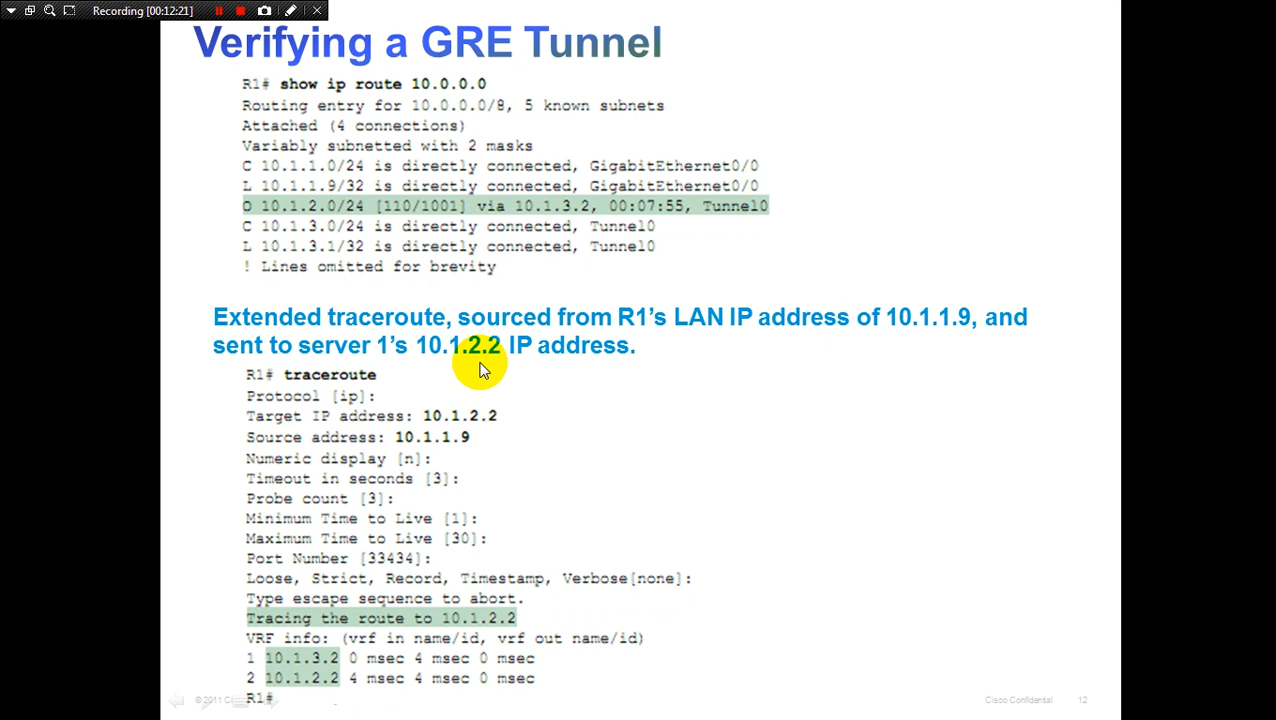 Recording [00:12:21]
Verifying a GRE Tunnel
R1# show ip route 10.0.0.0
Routing entry for 10.0.0.0/8, 5 known subnets
Attached (4 connections)
Variably subnetted with 2 masks
C 10.1.1.0/24 is directly connected, GigabitEthernet0/0
L 10.1.1.9/32 is directly connected, GigabitEthernet0/0
O 10.1.2.0/24 [110/1001] via 10.1.3.2, 00:07:55, Tunnel0
C 10.1.3.0/24 is directly connected, Tunnel0
L 10.1.3.1/32 is directly connected, Tunnel0
! Lines omitted for brevity
Extended traceroute, sourced from R1’s LAN IP address of 10.1.1.9, and
sent to server 1’s 10.1.2.2 IP address.
R1# traceroute
Protocol [ip]:
Target IP address: 10.1.2.2
Source address: 10.1.1.9
Numeric display [n]:
Timeout in seconds [3]:
Probe count [3]:
Minimum Time to Live [1]:
Maximum Time to Live [30]:
Port Number [33434]:
Loose, Strict, Record, Timestamp, Verbose[none]:
Type escape sequence to abort.
Tracing the route to 10.1.2.2
VRF info: (vrf in name/id, vrf out name/id)
1 10.1.3.2 0 msec 4 msec 0 msec
2 10.1.2.2 4 msec 4 msec 0 msec
R1#
© 2011
Cisco Confidential
12